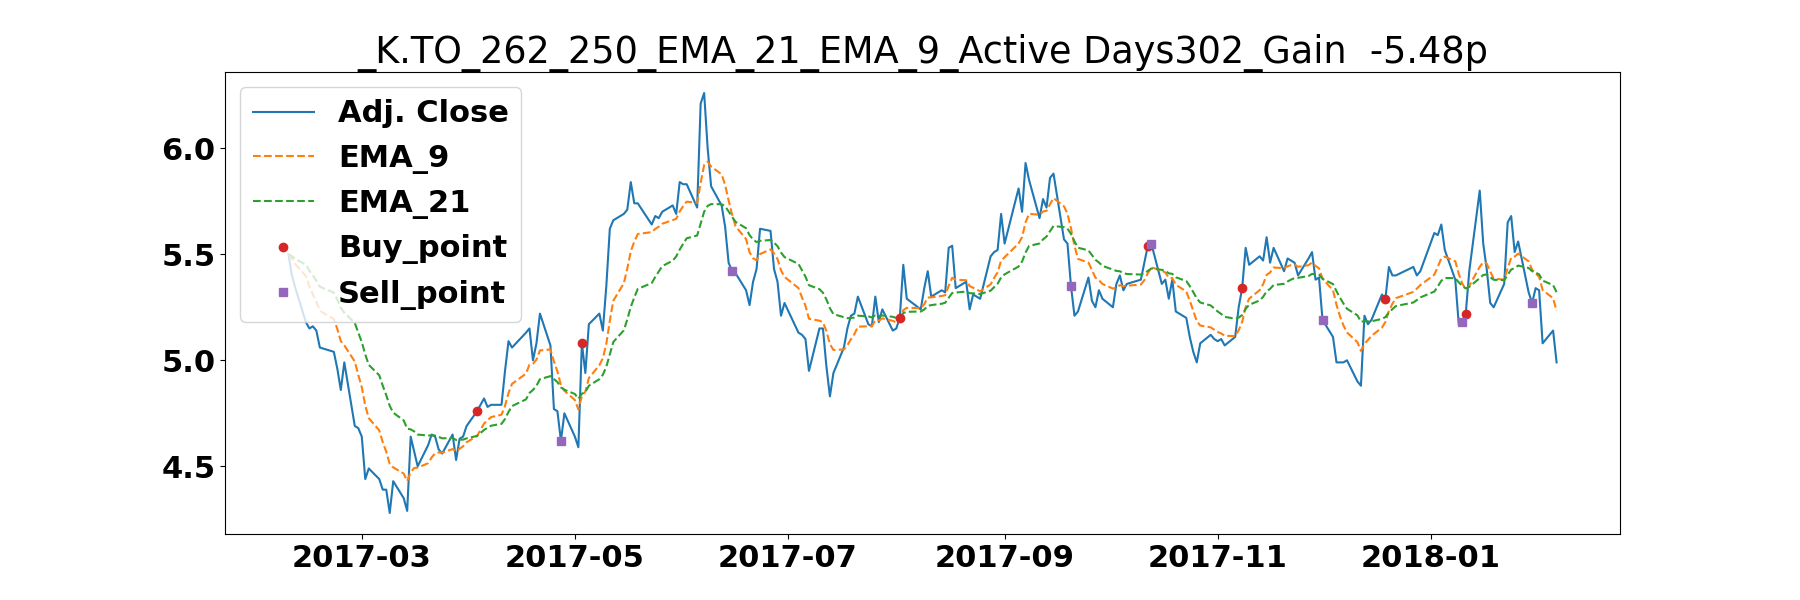 _K.TO_262_250_EMA_21_EMA_9_Active Days302_Gain  -5.48p
Adj. Close
EMA_9
EMA_21
Buy_point
Sell_point
6.0
5.5
5.0
4.5
2017-03 2017-05 2017-07 2017-09 2017-11 2018-01